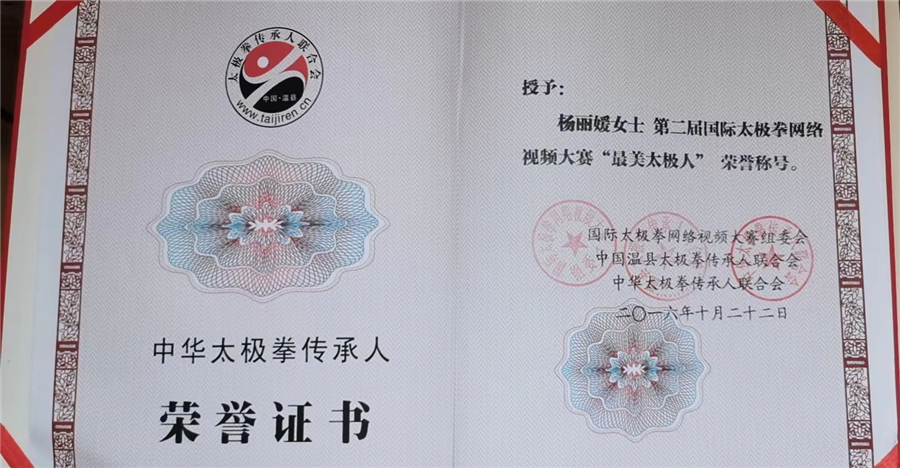 太极拳传承人联合会
中国·温县
www.taijiren.cn
中华太极拳传承人
荣誉证书
授予：
杨丽媛女士 第二届国际太极拳网络
视频大赛“最美太极人” 荣誉称号。
国际太极拳网络视频大赛组委会
中国温县太极拳传承人联合会
中华太极拳传承人联合会
二〇一六年十月二十二日